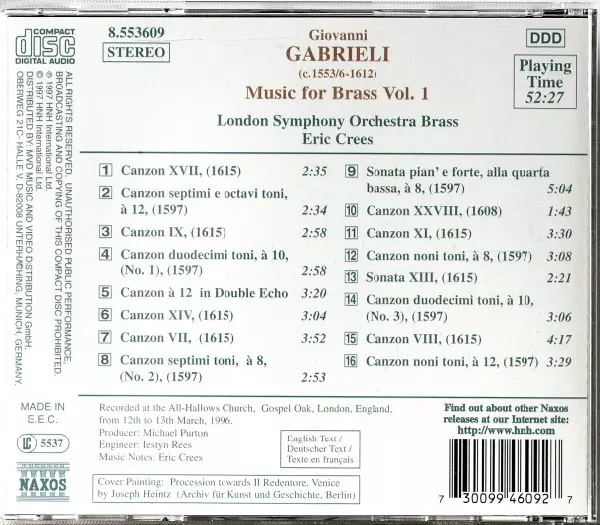 COMPACT
disc
DIGITAL AUDIO
8.553609
STEREO
Giovanni
GABRIELI
(c.1553/6-1612)
Music for Brass Vol. 1
DDD
Playing
Time
52:27
London Symphony Orchestra Brass
Eric Crees
1 Canzon XVII, (1615) 2:35
2 Canzon septimi e octavi toni,
à 12, (1597) 2:34
3 Canzon IX, (1615) 2:58
4 Canzon duodecimi toni, à 10,
(No. 1), (1597) 2:58
5 Canzon à 12 in Double Echo 3:20
6 Canzon XIV, (1615) 3:04
7 Canzon VII, (1615) 3:52
8 Canzon septimi toni, à 8,
(No. 2), (1597) 2:53
9 Sonata pian' e forte, alla quarta
bassa, à 8, (1597) 5:04
10 Canzon XXVIII, (1608) 1:43
11 Canzon XI, (1615) 3:30
12 Canzon noni toni, à 8, (1597) 3:08
13 Sonata XIII, (1615) 2:21
14 Canzon duodecimi toni, à 10,
(No. 3), (1597) 3:06
15 Canzon VIII, (1615) 4:17
16 Canzon noni toni, à 12, (1597) 3:29
ALL RIGHTS RESERVED. UNAUTHORISED PUBLIC PERFORMANCE,
BROADCASTING AND COPYING OF THIS COMPACT DISC PROHIBITED.
℗ 1997 HNH International Ltd.
© 1997 HNH International Ltd.
DISTRIBUTED BY: MVD MUSIC AND VIDEO DISTRIBUTION GmbH,
OBERWEG 21C- HALLE V, D-82008 UNTERHACHING, MUNICH, GERMANY.
MADE IN
E.E.C.
LC 5537
NAXOS
Recorded at the All-Hallows Church, Gospel Oak, London, England,
from 12th to 13th March, 1996.
Producer: Michael Purton
Engineer: Iestyn Rees
Music Notes: Eric Crees
English Text /
Deutscher Text /
Texte en français
Cover Painting: Procession towards Il Redentore, Venice
by Joseph Heintz (Archiv für Kunst und Geschichte, Berlin)
Find out about other Naxos
releases at our Internet site:
http://www.hnh.com
7 30099 46092 7